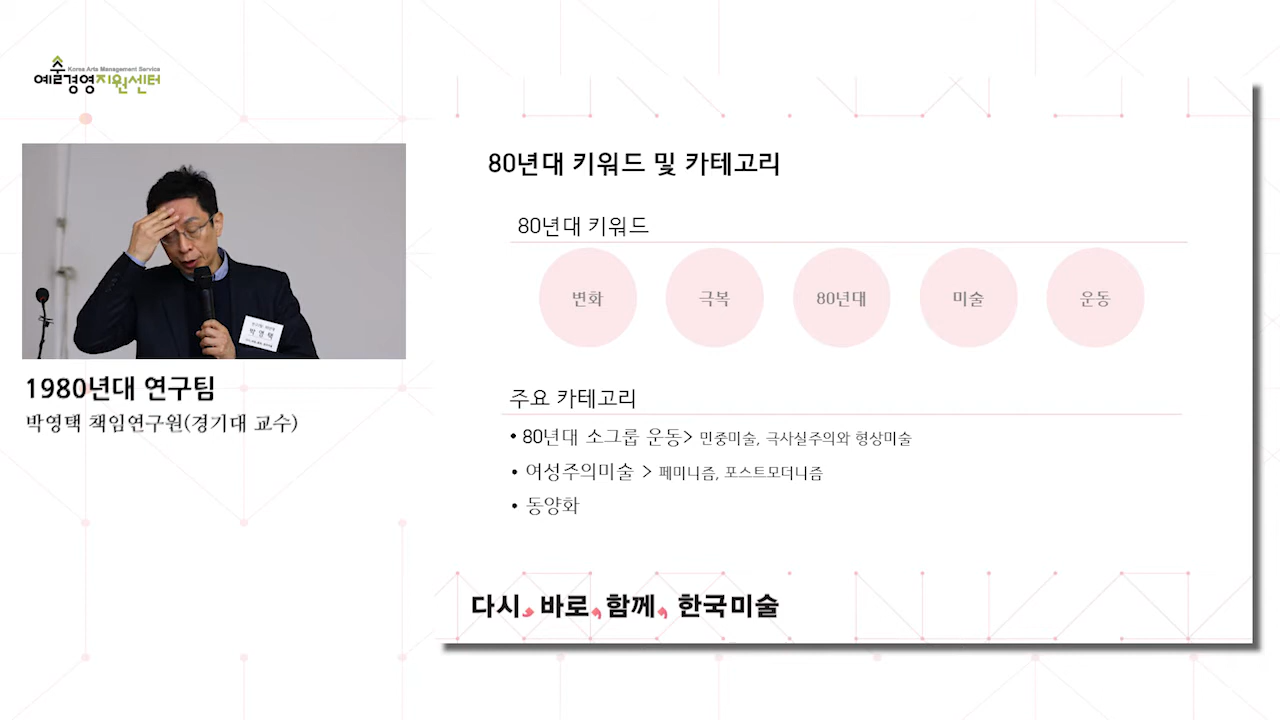 Korea Arts Management Service
예술경영지원센터
박영택
1980년대 연구팀
박영택 책임연구원(경기대 교수)
80년대 키워드 및 카테고리
80년대 키워드
변화 극복 80년대 미술 운동
주요 카테고리
• 80년대 소그룹 운동> 민중미술, 극사실주의와 형상미술
• 여성주의미술 > 페미니즘, 포스트모더니즘
• 동양화
다시, 바로, 함께, 한국미술